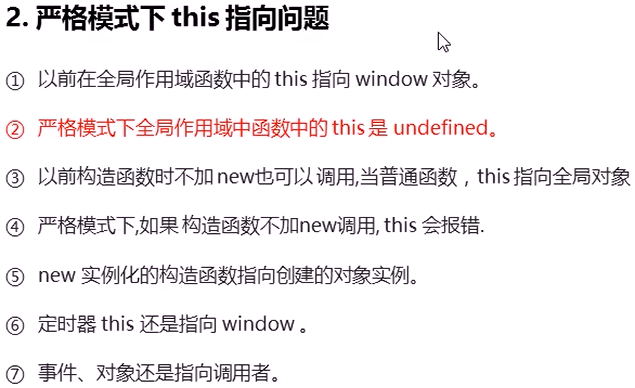 2. 严格模式下 this 指向问题
① 以前在全局作用域函数中的 this 指向 window 对象。
② 严格模式下全局作用域中函数中的 this 是 undefined。
③ 以前构造函数时不加 new也可以 调用,当普通函数，this 指向全局对象
④ 严格模式下,如果 构造函数不加new调用, this 会报错.
⑤ new 实例化的构造函数指向创建的对象实例。
⑥ 定时器 this 还是指向 window 。
⑦ 事件、对象还是指向调用者。